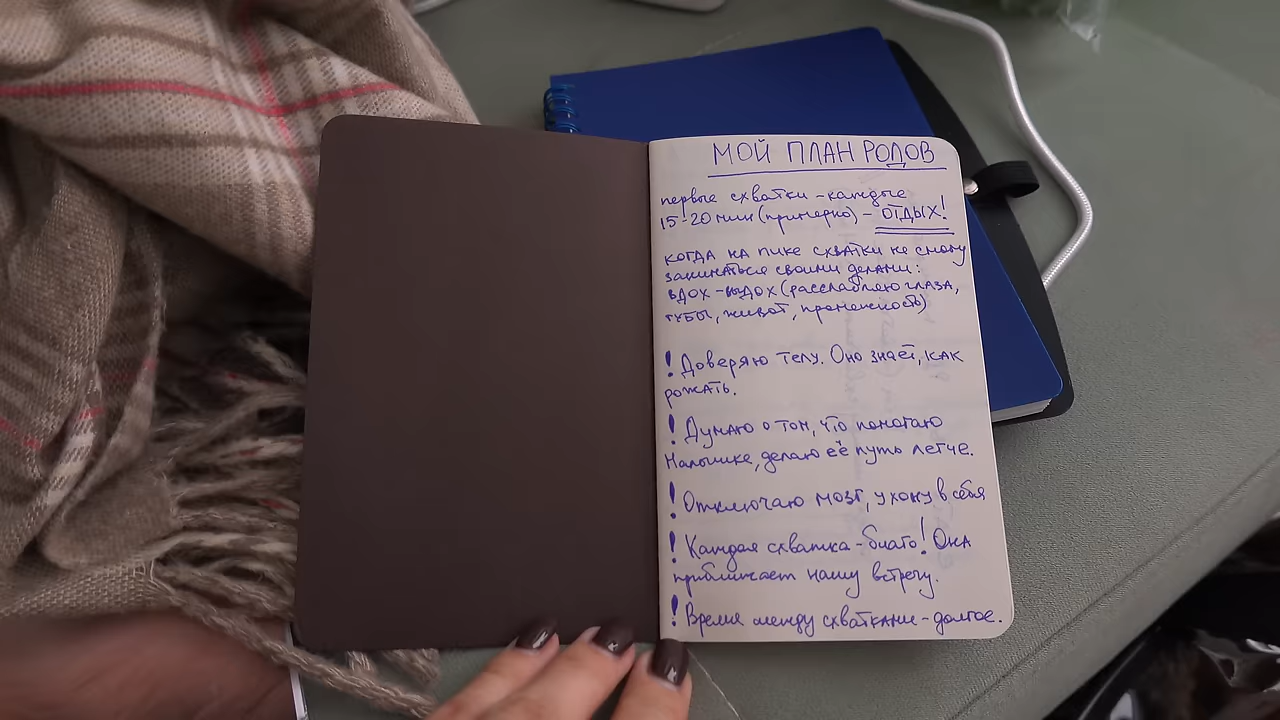 МОЙ ПЛАН РОДОВ
первые схватки - каждые
15-20 мин (примерно) - ОТДЫХ!
когда на пике схватки не смогу
заниматься своими делами:
вдох - выдох (расслабляю глаза,
губы, живот, промежность)
! Доверяю телу. Оно знает, как
рожать.
! Думаю о том, что помогаю
Малышке, делаю её путь легче.
! Отключаю мозг, ухожу в себя
! Каждая схватка - благо! Она
приближает нашу встречу.
! Время между схватками - долгое.